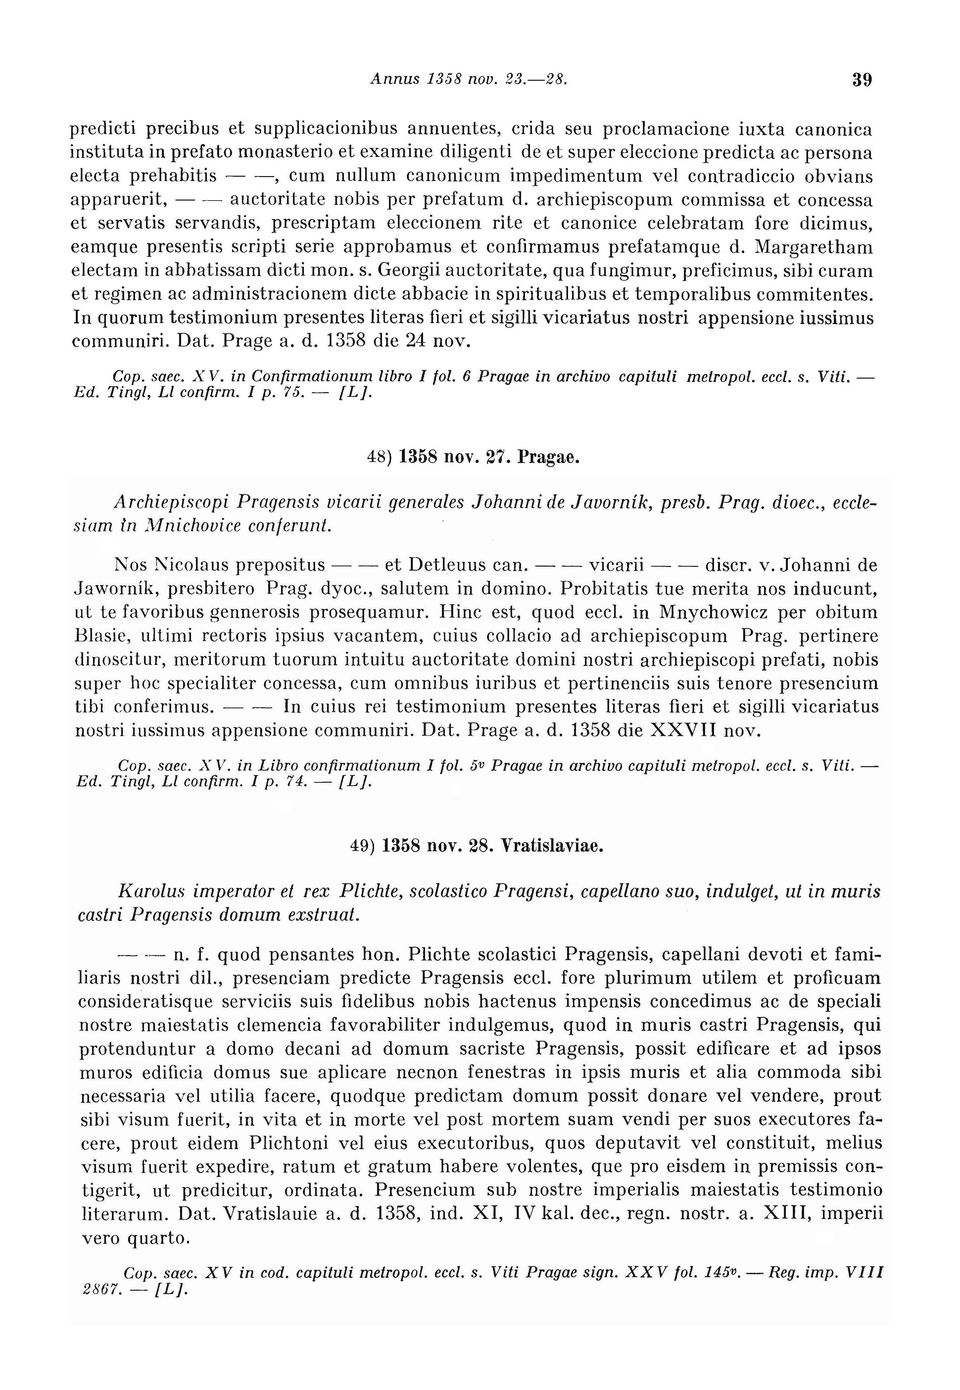 Annus 1358 nov. 23.—28. 39
predicti precibus et supplicacionibus annuentes, crida seu proclamacione iuxta canonica
instituta in prefato monasterio et examine diligenti de et super eleccione predicta ac persona
electa prehabitis — —, cum nullum canonicum impedimentum vel contradiccio obvians
apparuerit, — — auctoritate nobis per prefatum d. archiepiscopum commissa et concessa
et servatis servandis, prescriptam eleccionem rite et canonice celebratam fore dicimus,
eamque presentis scripti serie approbamus et confirmamus prefatamque d. Margaretham
electam in abbatissam dicti mon. s. Georgii auctoritate, qua fungimur, preficimus, sibi curam
et regimen ac administracionem dicte abbacie in spiritualibus et temporalibus commitentes.
In quorum testimonium presentes literas fieri et sigilli vicariatus nostri appensione iussimus
communiri. Dat. Prage a. d. 1358 die 24 nov.
Cop. saec. XV. in Confirmationum libro I fol. 6 Pragae in archivo capituli metropol. eccl. s. Viti. —
Ed. Tingl, Ll confirm. I p. 75. — [L].
48) 1358 nov. 27. Pragae.
Archiepiscopi Pragensis vicarii generales Johanni de Javorník, presb. Prag. dioec., eccle-
siam in Mnichovice conferunt.
Nos Nicolaus prepositus — — et Detleuus can. — — vicarii — — discr. v. Johanni de
Jaworník, presbitero Prag. dyoc., salutem in domino. Probitatis tue merita nos inducunt,
ut te favoribus gennerosis prosequamur. Hinc est, quod eccl. in Mnychowicz per obitum
Blasie, ultimi rectoris ipsius vacantem, cuius collacio ad archiepiscopum Prag. pertinere
dinoscitur, meritorum tuorum intuitu auctoritate domini nostri archiepiscopi prefati, nobis
super hoc specialiter concessa, cum omnibus iuribus et pertinenciis suis tenore presencium
tibi conferimus. — — In cuius rei testimonium presentes literas fieri et sigilli vicariatus
nostri iussimus appensione communiri. Dat. Prage a. d. 1358 die XXVII nov.
Cop. saec. XV. in Libro confirmationum I fol. 5v Pragae in archivo capituli metropol. eccl. s. Viti. —
Ed. Tingl, Ll confirm. I p. 74. — [L].
49) 1358 nov. 28. Vratislaviae.
Karolus imperator et rex Plichte, scolastico Pragensi, capellano suo, indulget, ut in muris
castri Pragensis domum exstruat.
— — n. f. quod pensantes hon. Plichte scolastici Pragensis, capellani devoti et fami-
liaris nostri dil., presenciam predicte Pragensis eccl. fore plurimum utilem et proficuam
consideratisque serviciis suis fidelibus nobis hactenus impensis concedimus ac de speciali
nostre maiestatis clemencia favorabiliter indulgemus, quod in muris castri Pragensis, qui
protenduntur a domo decani ad domum sacriste Pragensis, possit edificare et ad ipsos
muros edificia domus sue aplicare necnon fenestras in ipsis muris et alia commoda sibi
necessaria vel utilia facere, quodque predictam domum possit donare vel vendere, prout
sibi visum fuerit, in vita et in morte vel post mortem suam vendi per suos executores fa-
cere, prout eidem Plichtoni vel eius executoribus, quos deputavit vel constituit, melius
visum fuerit expedire, ratum et gratum habere volentes, que pro eisdem in premissis con-
tigerit, ut predicitur, ordinata. Presencium sub nostre imperialis maiestatis testimonio
literarum. Dat. Vratislauie a. d. 1358, ind. XI, IV kal. dec., regn. nostr. a. XIII, imperii
vero quarto.
Cop. saec. XV in cod. capituli metropol. eccl. s. Viti Pragae sign. XXV fol. 145v. — Reg. imp. VIII
2867. — [L].